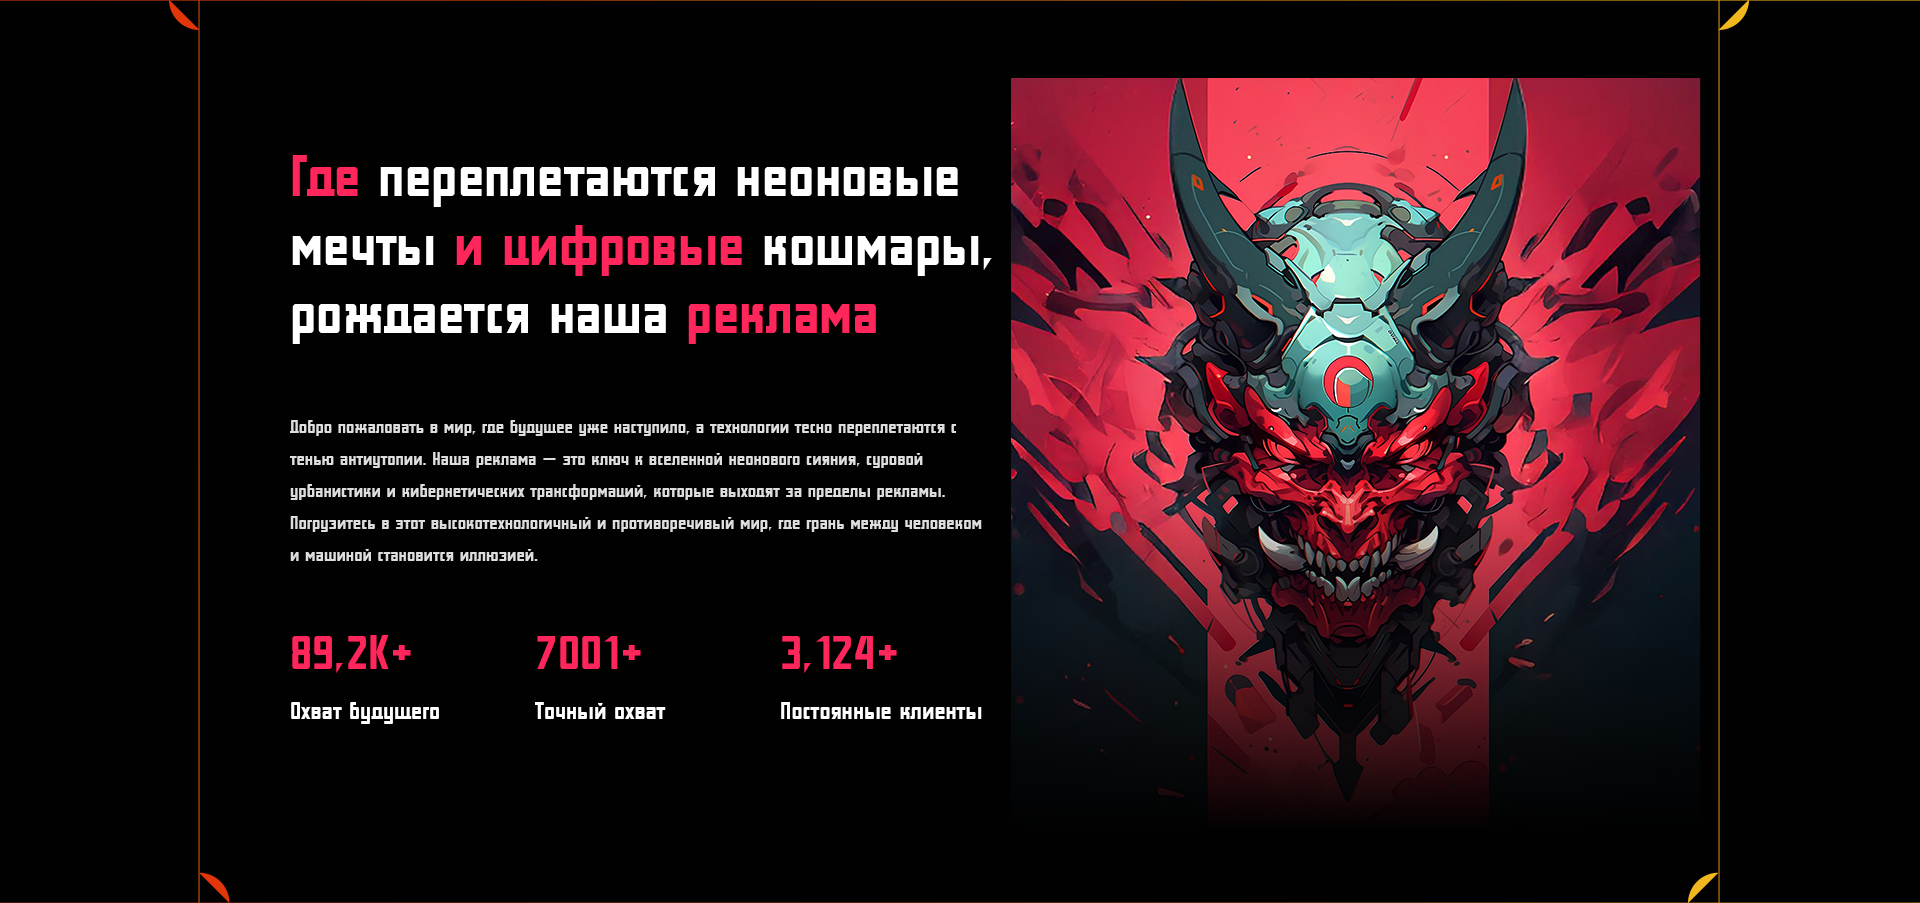 Где переплетаются неоновые
мечты и цифровые кошмары,
рождается наша реклама
Добро пожаловать в мир, где будущее уже наступило, а технологии тесно переплетаются с
тенью антиутопии. Наша реклама — это ключ к вселенной неонового сияния, суровой
урбанистики и кибернетических трансформаций, которые выходят за пределы рекламы.
Погрузитесь в этот высокотехнологичный и противоречивый мир, где грань между человеком
и машиной становится иллюзией.
89,2K+ 7001+ 3,124+
Охват будущего Точный охват Постоянные клиенты